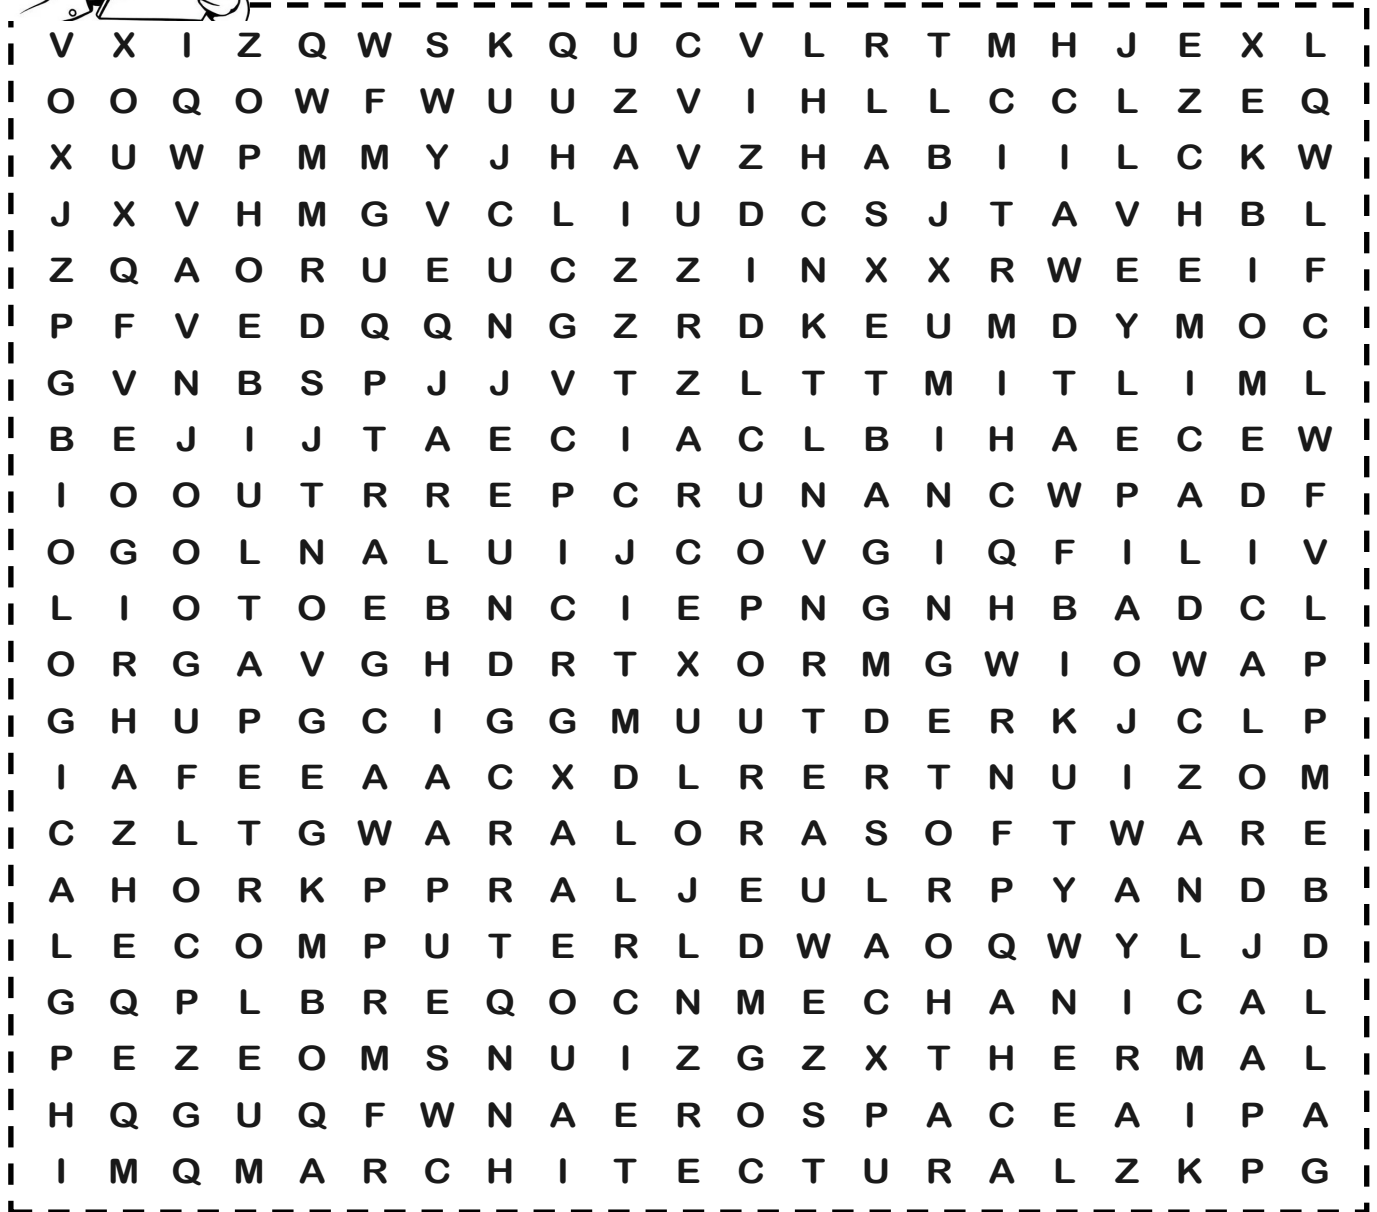 V X I Z Q W S K Q U C V L R T M H J E X L
O O Q O W F W U U Z V I H L L C C L Z E Q
X U W P M M Y J H A V Z H A B I I L C K W
J X V H M G V C L I U D C S J T A V H B L
Z Q A O R U E U C Z Z I N X X R W E E I F
P F V E D Q Q N G Z R D K E U M D Y M O C
G V N B S P J J V T Z L T T M I T L I M L
B E J I J T A E C I A C L B I H A E C E W
I O O U T R R E P C R U N A N C W P A D F
O G O L N A L U I J C O V G I Q F I L I V
L I O T O E B N C I E P N G N H B A D C L
O R G A V G H D R T X O R M G W I O W A P
G H U P G C I G G M U U T D E R K J C L P
I A F E E A A C X D L R E R T N U I Z O M
C Z L T G W A R A L O R A S O F T W A R E
A H O R K P P R A L J E U L R P Y A N D B
L E C O M P U T E R L D W A O Q W Y L J D
G Q P L B R E Q O C N M E C H A N I C A L
P E Z E O M S N U I Z G Z X T H E R M A L
H Q G U Q F W N A E R O S P A C E A I P A
I M Q M A R C H I T E C T U R A L Z K P G